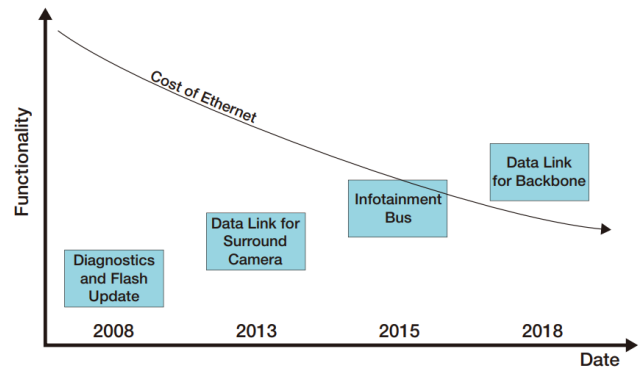 Functionality
Cost of Ethernet
Diagnostics
and Flash
Update
Data Link for
Surround
Camera
Infotainment
Bus
Data Link
for Backbone
2008
2013
2015
2018
Date